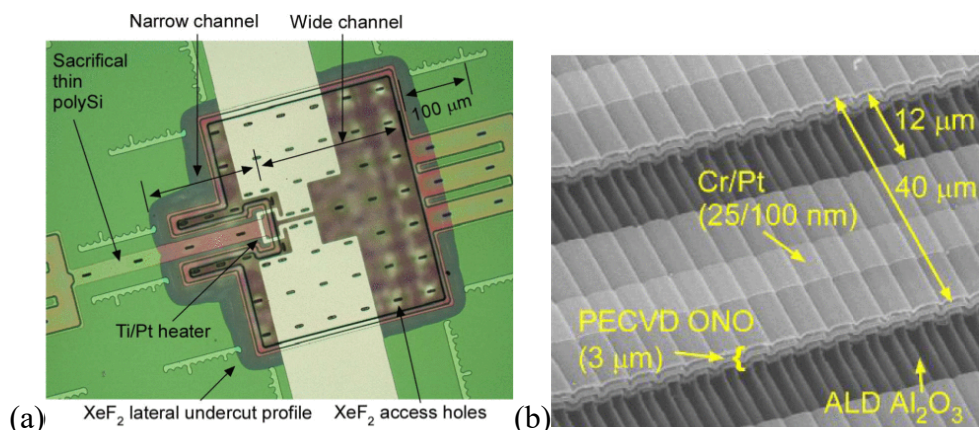 Narrow channel
Wide channel
Sacrifical
thin
polySi
100 μm
Ti/Pt heater
XeF2 lateral undercut profile
XeF2 access holes
(a)
12 μm
40 μm
Cr/Pt
(25/100 nm)
PECVD ONO
(3 μm)
{
ALD Al2O3
(b)